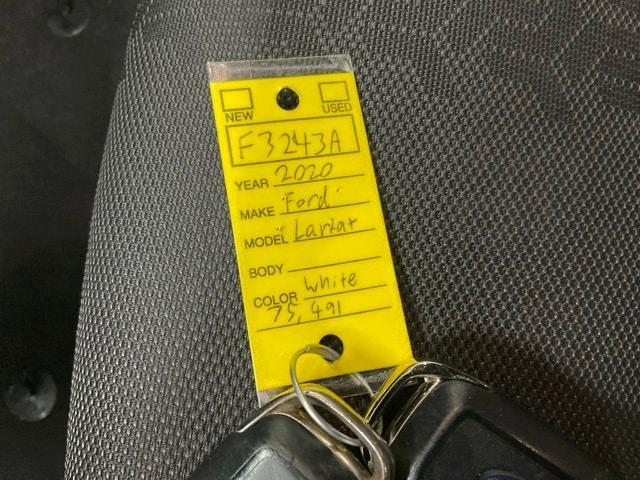 NEW USED
F3243A
YEAR 2020
MAKE Ford
MODEL Lariat
BODY
COLOR White
75,491